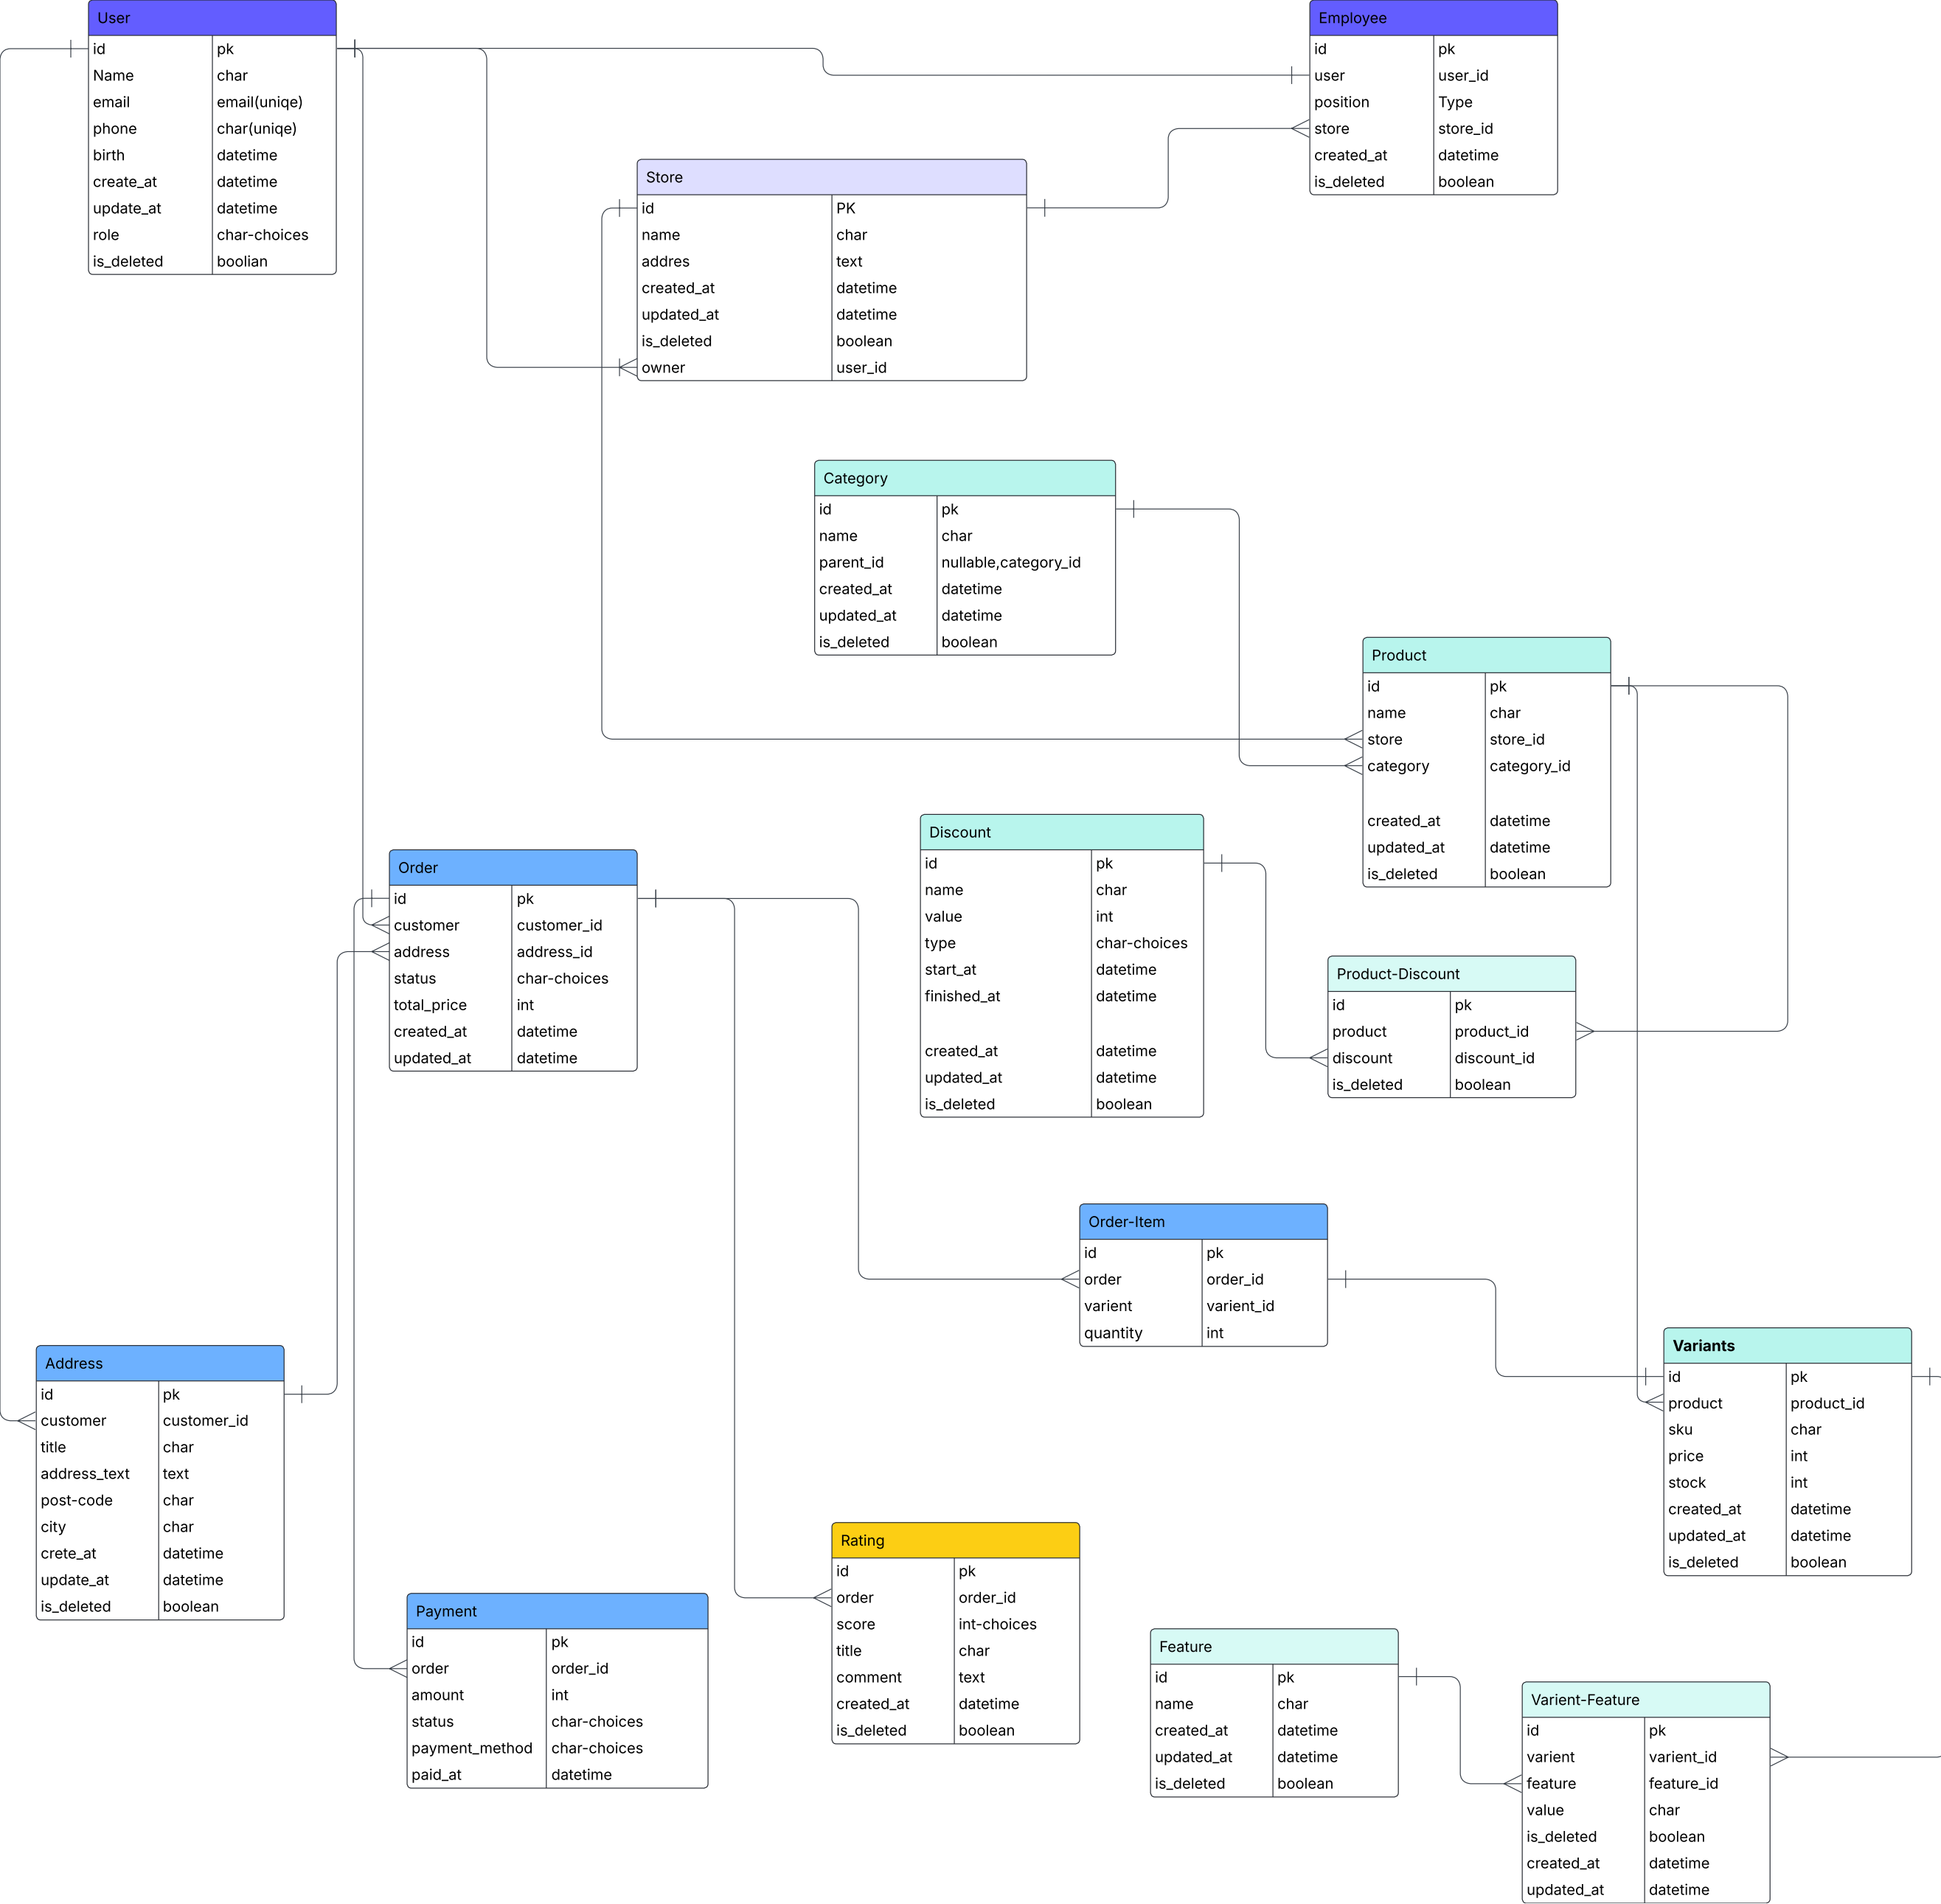 User
id pk
Name char
email email(uniqe)
phone char(uniqe)
birth datetime
create_at datetime
update_at datetime
role char-choices
is_deleted boolian
Employee
id pk
user user_id
position Type
store store_id
created_at datetime
is_deleted boolean
Store
id PK
name char
addres text
created_at datetime
updated_at datetime
is_deleted boolean
owner user_id
Category
id pk
name char
parent_id nullable,category_id
created_at datetime
updated_at datetime
is_deleted boolean
Product
id pk
name char
store store_id
category category_id
created_at datetime
updated_at datetime
is_deleted boolean
Discount
id pk
name char
value int
type char-choices
start_at datetime
finished_at datetime
created_at datetime
updated_at datetime
is_deleted boolean
Order
id pk
customer customer_id
address address_id
status char-choices
total_price int
created_at datetime
updated_at datetime
Product-Discount
id pk
product product_id
discount discount_id
is_deleted boolean
Order-Item
id pk
order order_id
varient varient_id
quantity int
Variants
id pk
product product_id
sku char
price int
stock int
created_at datetime
updated_at datetime
is_deleted boolean
Address
id pk
customer customer_id
title char
address_text text
post-code char
city char
crete_at datetime
update_at datetime
is_deleted boolean
Rating
id pk
order order_id
score int-choices
title char
comment text
created_at datetime
is_deleted boolean
Payment
id pk
order order_id
amount int
status char-choices
payment_method char-choices
paid_at datetime
Feature
id pk
name char
created_at datetime
updated_at datetime
is_deleted boolean
Varient-Feature
id pk
varient varient_id
feature feature_id
value char
is_deleted boolean
created_at datetime
updated_at datetime